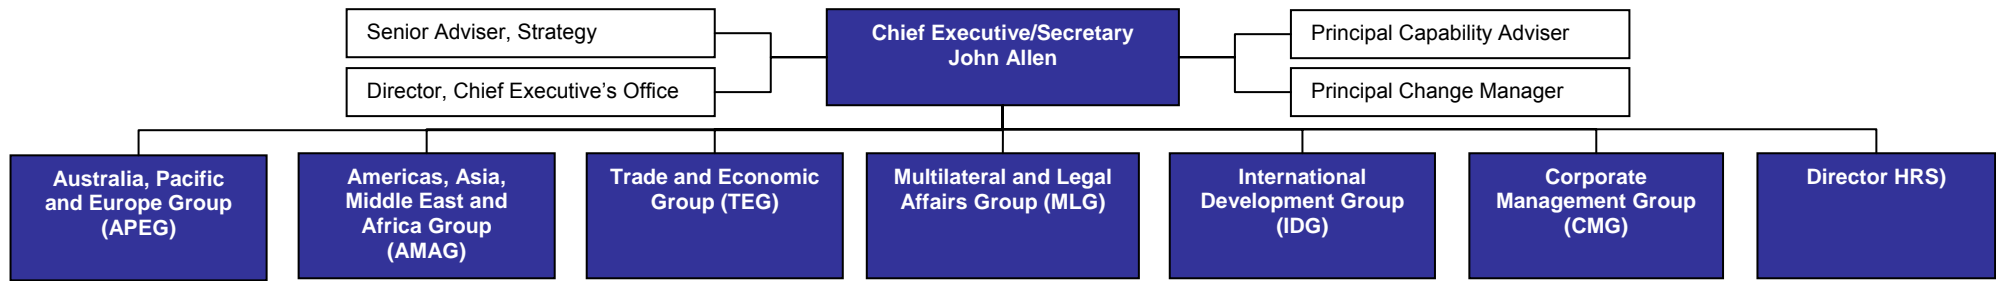 Senior Adviser, Strategy
Director, Chief Executive’s Office
Chief Executive/Secretary
John Allen
Principal Capability Adviser
Principal Change Manager
Australia, Pacific
and Europe Group
(APEG)
Americas, Asia,
Middle East and
Africa Group
(AMAG)
Trade and Economic
Group (TEG)
Multilateral and Legal
Affairs Group (MLG)
International
Development Group
(IDG)
Corporate
Management Group
(CMG)
Director HRS)